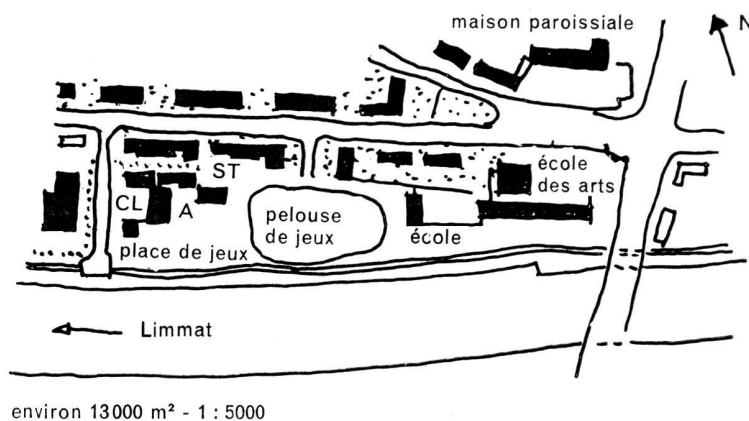 maison paroissiale
N
ST
CL
A
école
des arts
pelouse
de jeux
école
place de jeux
Limmat
environ 13000 m² - 1 : 5000